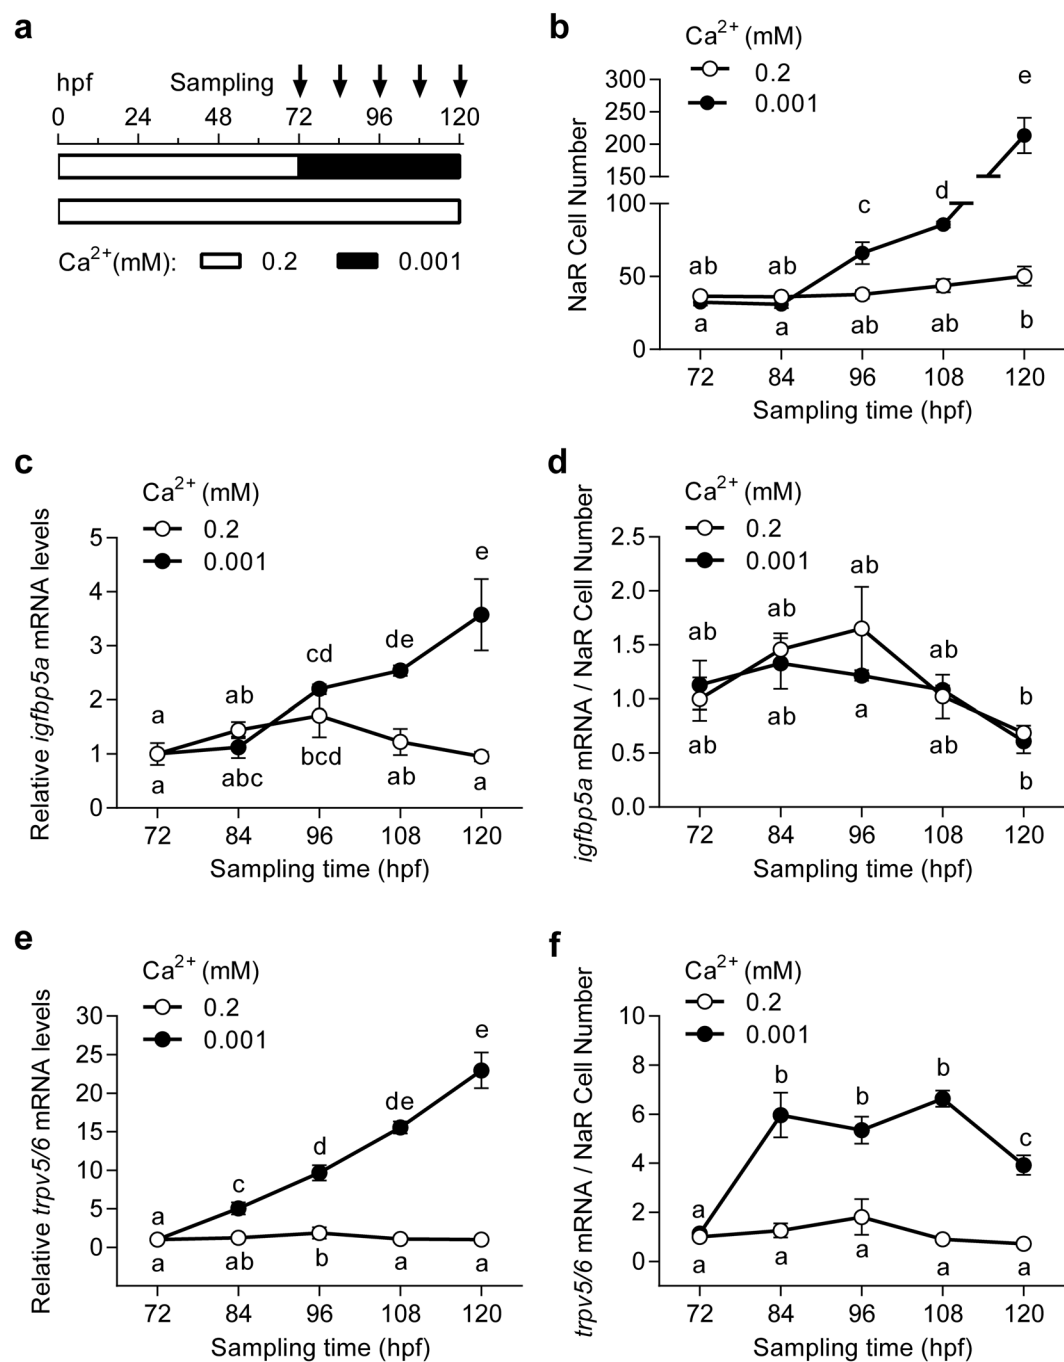 a
hpf Sampling
0 24 48 72 96 120
Ca2+(mM): 0.2 0.001
b
Ca2+ (mM)
0.2
0.001
NaR Cell Number
300
250
200
150
100
50
0
e
d
c
ab ab
a a ab ab b
72 84 96 108 120
Sampling time (hpf)
c
Ca2+ (mM)
0.2
0.001
Relative igfbp5a mRNA levels
5
4
3
2
1
0
e
de
cd
ab
a
bcd
abc ab a
a
72 84 96 108 120
Sampling time (hpf)
d
Ca2+ (mM)
0.2
0.001
igfbp5a mRNA / NaR Cell Number
2.5
2.0
1.5
1.0
0.5
0.0
ab
ab
ab ab
b
ab ab a ab
b
72 84 96 108 120
Sampling time (hpf)
e
Ca2+ (mM)
0.2
0.001
Relative trpv5/6 mRNA levels
30
25
20
15
10
5
0
e
de
d
c
a
a ab b a a
72 84 96 108 120
Sampling time (hpf)
f
Ca2+ (mM)
0.2
0.001
trpv5/6 mRNA / NaR Cell Number
10
8
6
4
2
0
b b b
c
a
a a a a a
72 84 96 108 120
Sampling time (hpf)